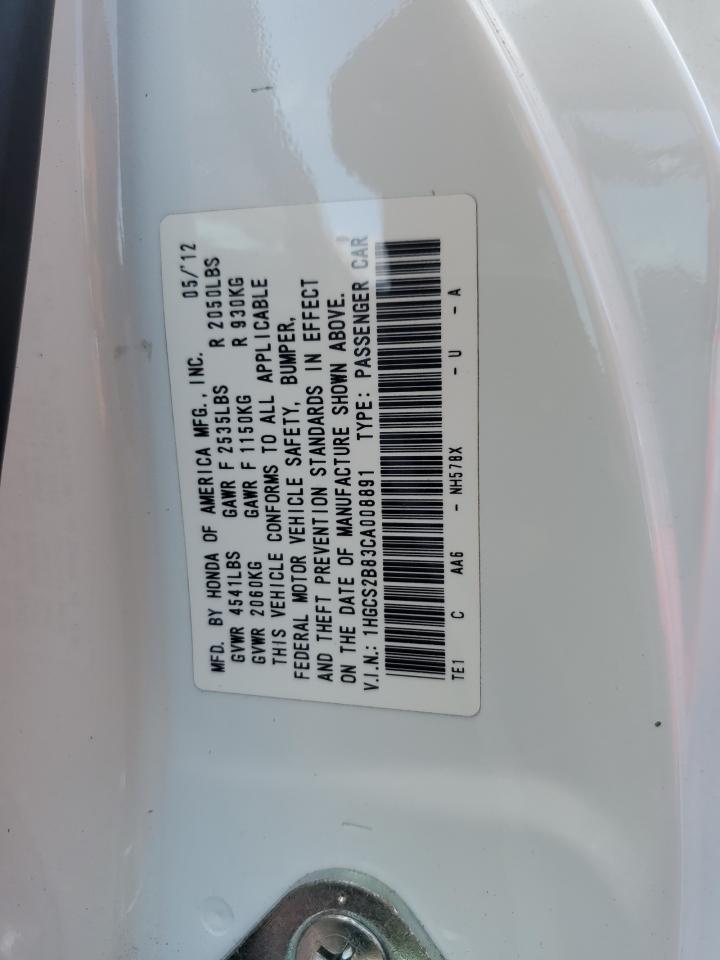 MFD. BY HONDA OF AMERICA MFG., INC. 05/'12
GVWR 4541LBS GAWR F 2535LBS R 2050LBS
GVWR 2060KG GAWR F 1150KG R 930KG
THIS VEHICLE CONFORMS TO ALL APPLICABLE
FEDERAL MOTOR VEHICLE SAFETY, BUMPER,
AND THEFT PREVENTION STANDARDS IN EFFECT
ON THE DATE OF MANUFACTURE SHOWN ABOVE.
V.I.N.: 1HGCS2B83CA008891 TYPE: PASSENGER CAR
TE1 C AA6 - NH578X - U - A